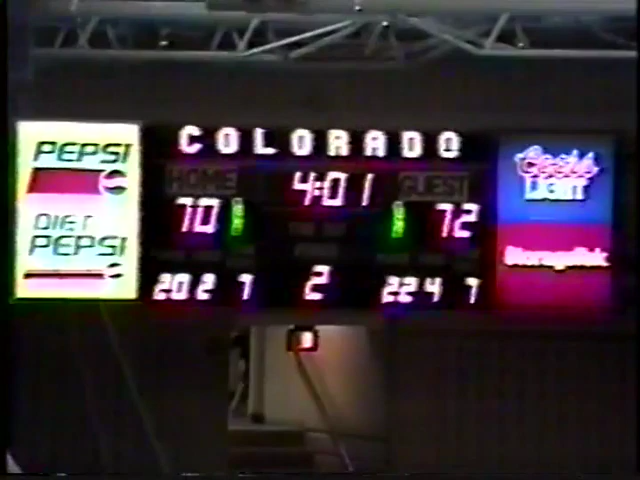 COLORADO
PEPSI
HOME 4:01 GUEST
Coors
LIGHT
70 72
DIET
PEPSI
StorageTek
20 2 7 2 22 4 7